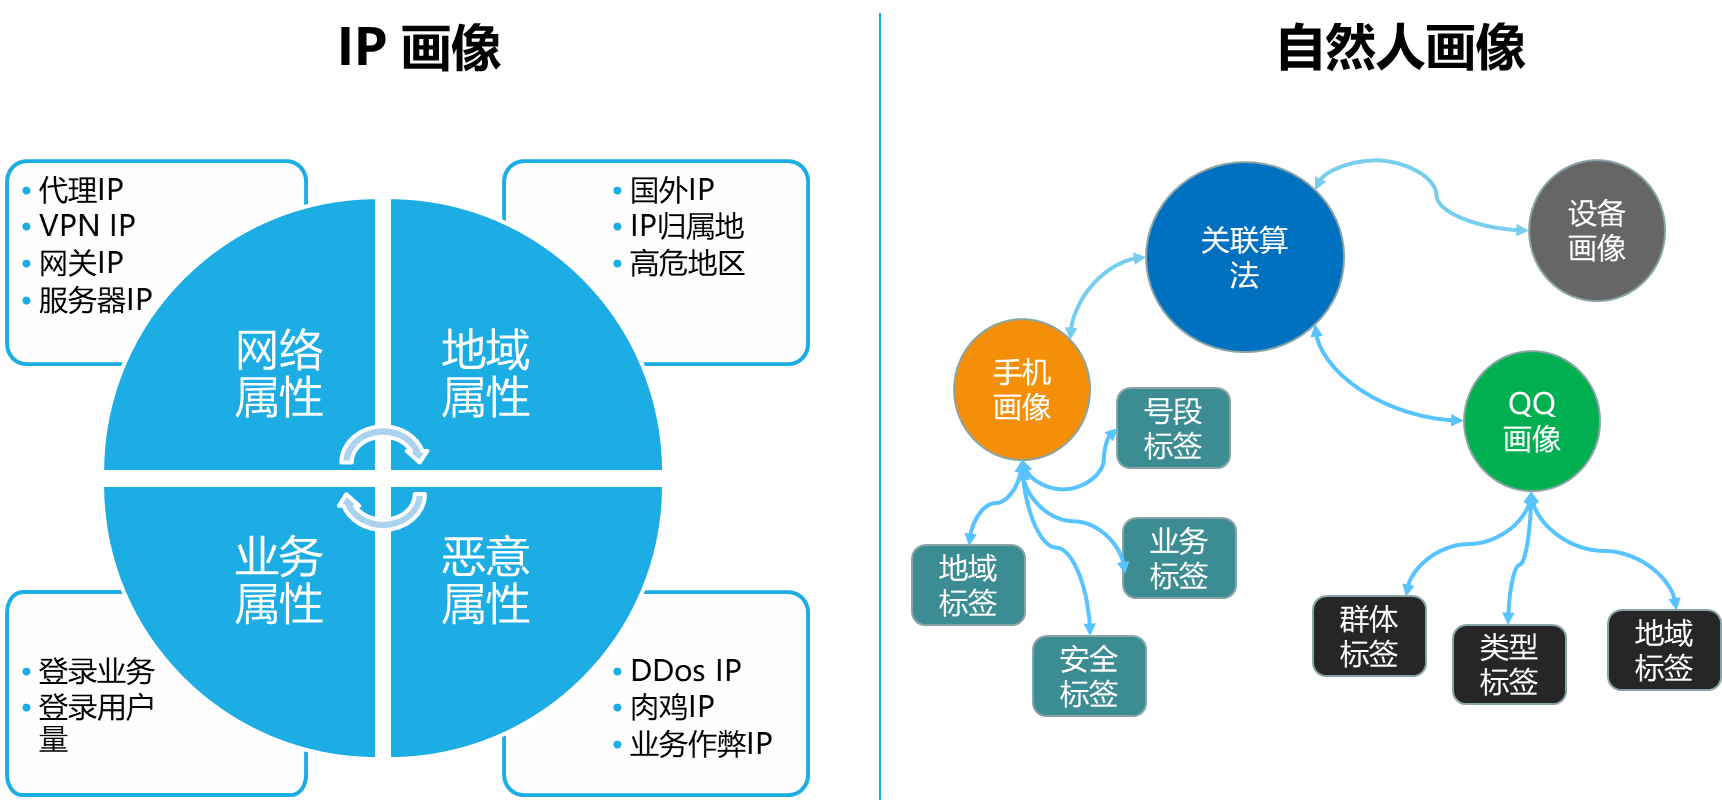 IP 画像
代理IP
VPN IP
网关IP
服务器IP
国外IP
IP归属地
高危地区
网络
属性
地域
属性
业务
属性
恶意
属性
登录业务
登录用户
量
DDos IP
肉鸡IP
业务作弊IP
自然人画像
关联算
法
设备
画像
手机
画像
QQ
画像
号段
标签
业务
标签
地域
标签
安全
标签
群体
标签
类型
标签
地域
标签